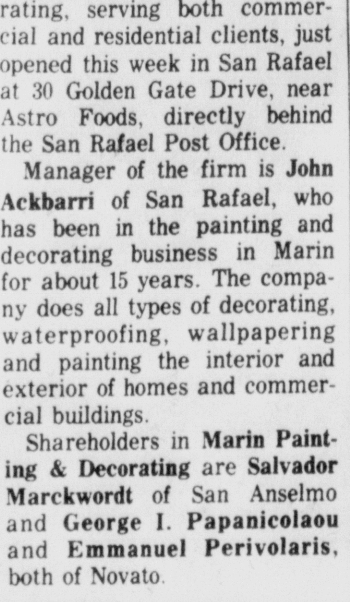 rating, serving both commer-
cial and residential clients, just
opened this week in San Rafael
at 30 Golden Gate Drive, near
Astro Foods, directly behind
the San Rafael Post Office.
Manager of the firm is John
Ackbarri of San Rafael, who
has been in the painting and
decorating business in Marin
for about 15 years. The compa-
ny does all types of decorating,
waterproofing, wallpapering
and painting the interior and
exterior of homes and commer-
cial buildings.
Shareholders in Marin Paint-
ing & Decorating are Salvador
Marckwordt of San Anselmo
and George I. Papanicolaou
and Emmanuel Perivolaris,
both of Novato.